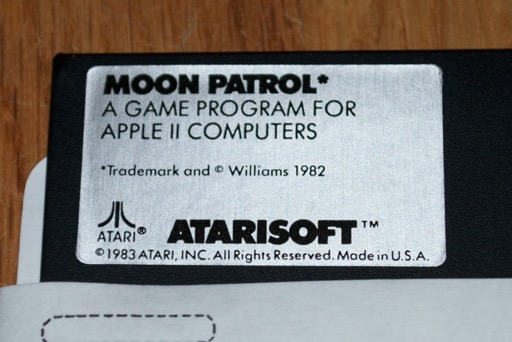 MOON PATROL*
A GAME PROGRAM FOR
APPLE II COMPUTERS
*Trademark and © Williams 1982
ATARI® ATARISOFT™
©1983 ATARI, INC. All Rights Reserved. Made in U.S.A.